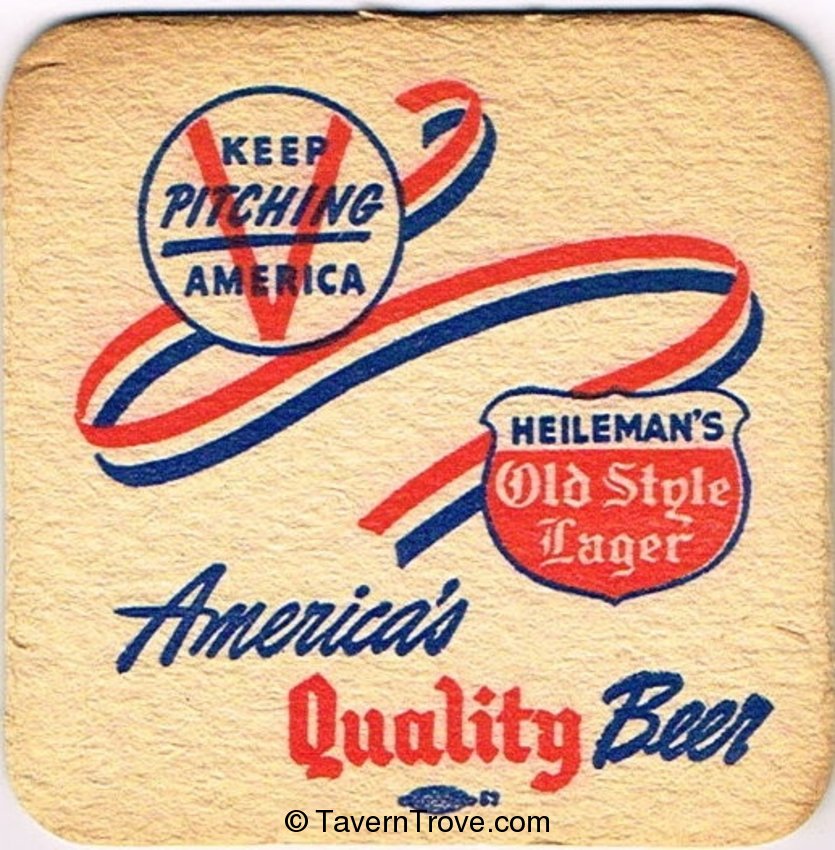 KEEP
PITCHING
AMERICA
HEILEMAN'S
Old Style
Lager
America's
Quality Beer
© TavernTrove.com